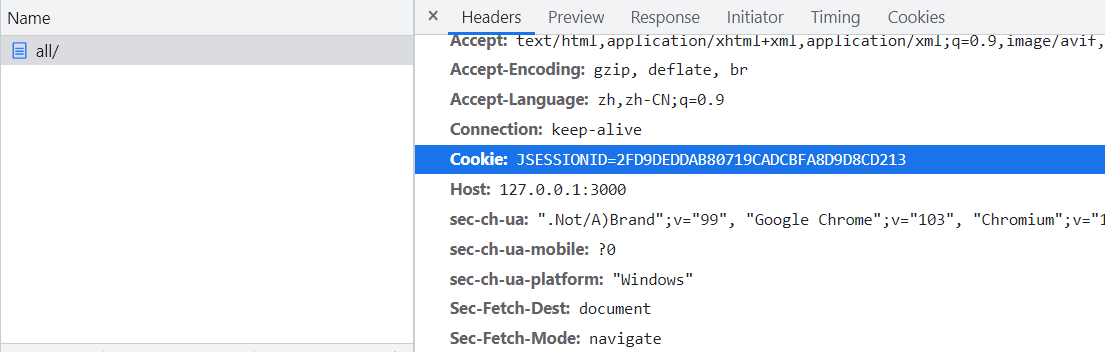 Name
all/
× Headers Preview Response Initiator Timing Cookies
Accept: text/html,application/xhtml+xml,application/xml;q=0.9,image/avif,
Accept-Encoding: gzip, deflate, br
Accept-Language: zh,zh-CN;q=0.9
Connection: keep-alive
Cookie: JSESSIONID=2FD9DEDDAB80719CADCBFA8D9D8CD213
Host: 127.0.0.1:3000
sec-ch-ua: ".Not/A)Brand";v="99", "Google Chrome";v="103", "Chromium";v="1
sec-ch-ua-mobile: ?0
sec-ch-ua-platform: "Windows"
Sec-Fetch-Dest: document
Sec-Fetch-Mode: navigate